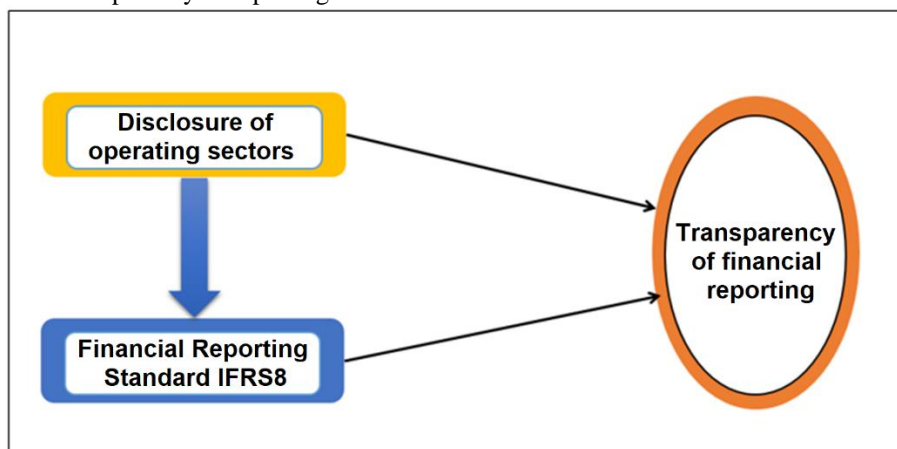 Disclosure of
operating sectors
Transparency
of financial
reporting
Financial Reporting
Standard IFRS8